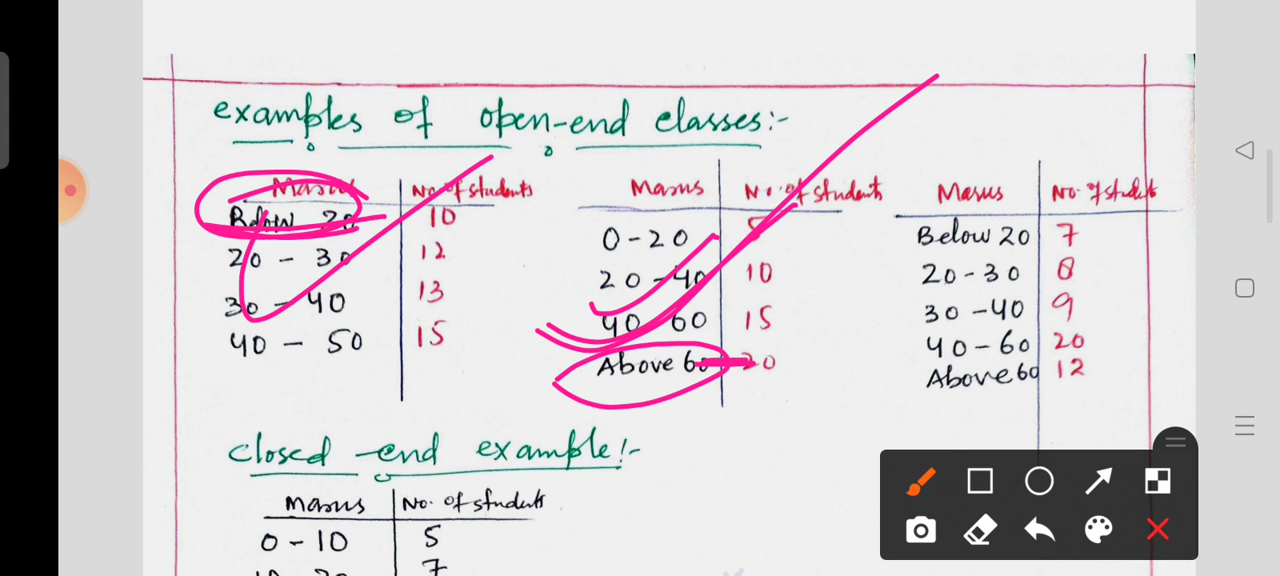 examples of open-end classes:-
Marks No. of students
Below 20 10
20 - 30 12
30 - 40 13
40 - 50 15
Marks No. of students
0-20
20-40 10
40-60 15
Above 60 20
Marks No. of students
Below 20 7
20-30 8
30-40 9
40-60 20
Above 60 12
closed -end example!-
Marks No. of students
0-10 5
7